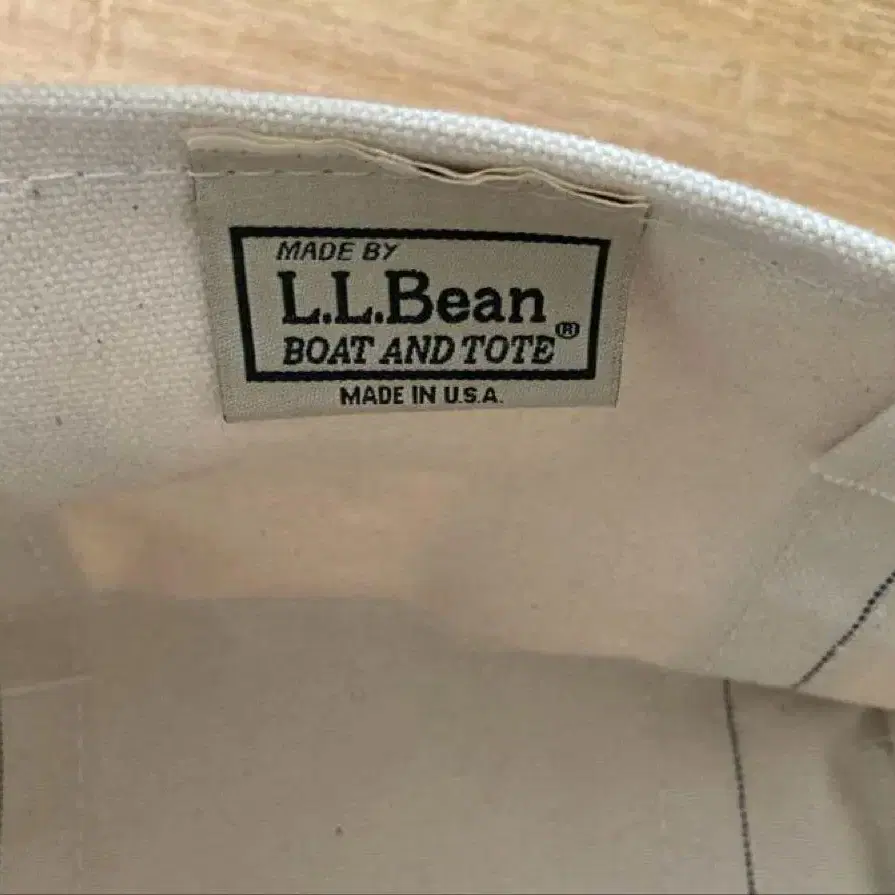 MADE BY
L.L.Bean
BOAT AND TOTE®
MADE IN U.S.A.